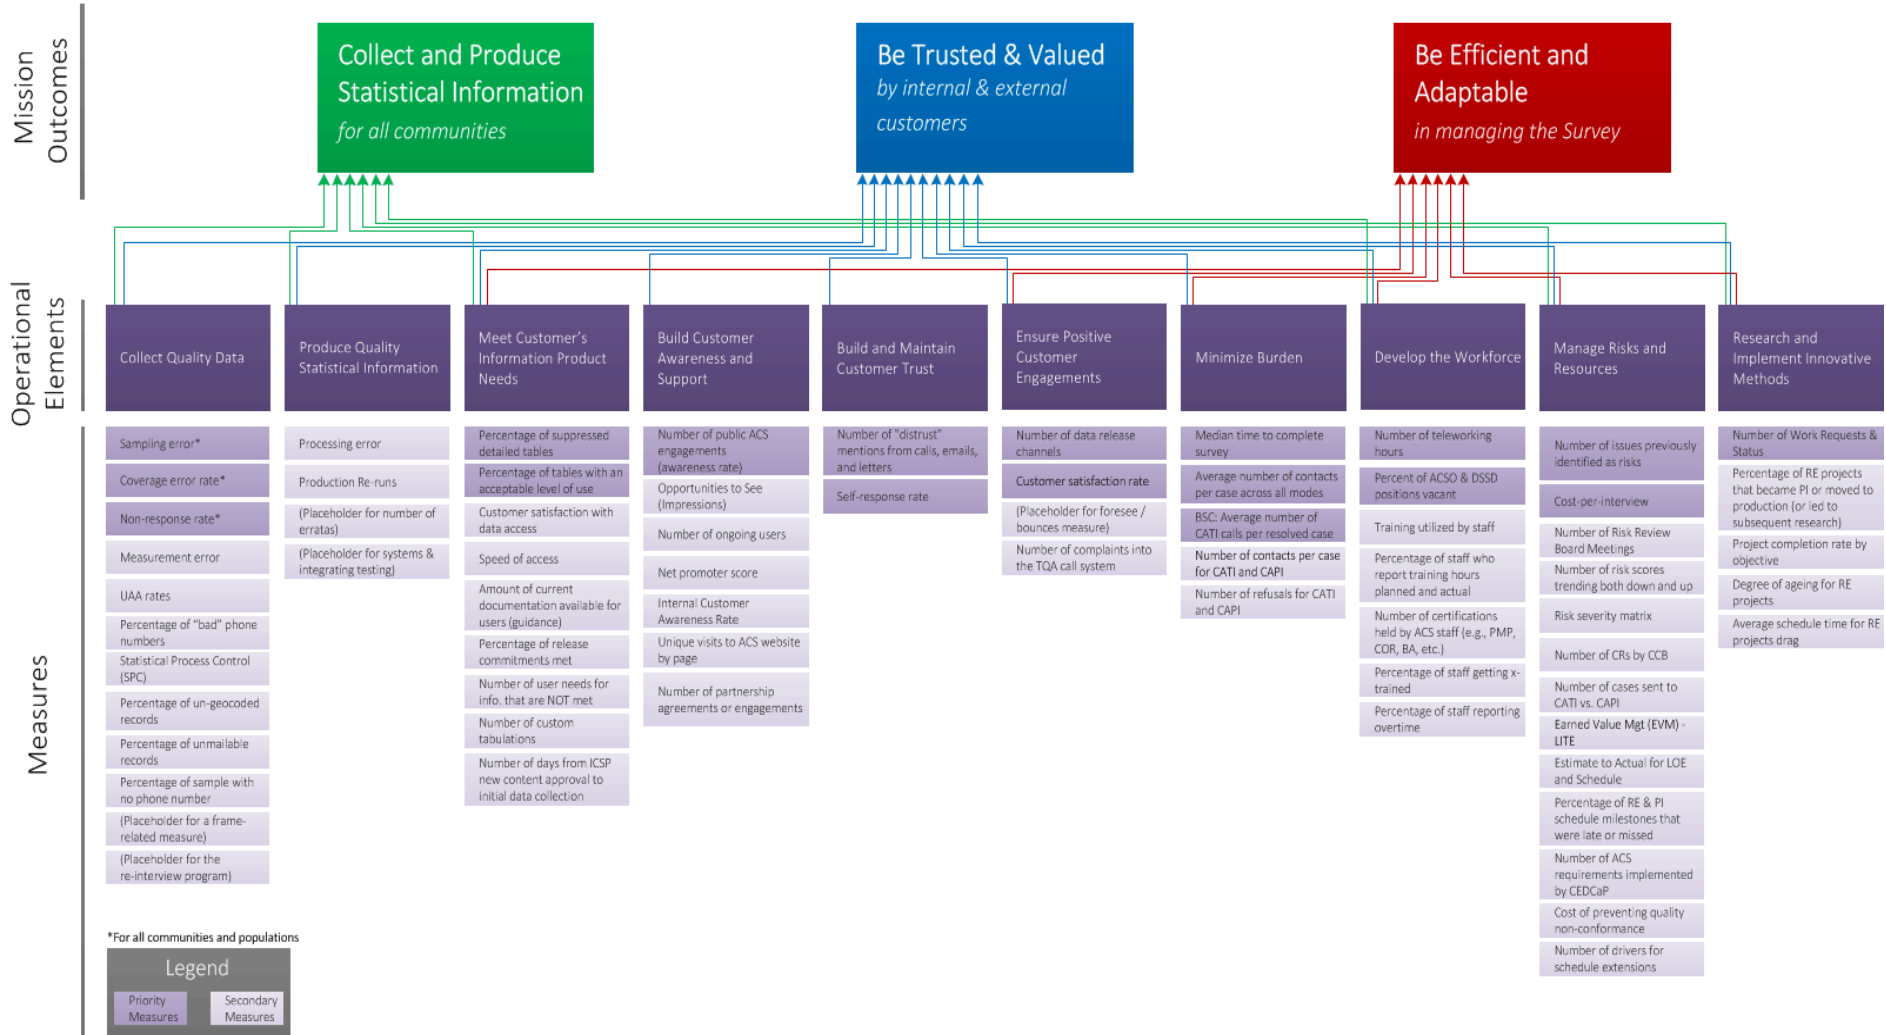 Mission
Outcomes
Collect and Produce
Statistical Information
for all communities
Be Trusted & Valued
by internal & external
customers
Be Efficient and
Adaptable
in managing the Survey
Operational
Elements
Collect Quality Data
Produce Quality
Statistical Information
Meet Customer's
Information Product
Needs
Build Customer
Awareness and
Support
Build and Maintain
Customer Trust
Ensure Positive
Customer
Engagements
Minimize Burden
Develop the Workforce
Manage Risks and
Resources
Research and
Implement Innovative
Methods
Measures
Sampling error*
Coverage error rate*
Non-response rate*
Measurement error
UAA rates
Percentage of "bad" phone
numbers
Statistical Process Control
(SPC)
Percentage of un-geocoded
records
Percentage of unmailable
records
Percentage of sample with
no phone number
(Placeholder for a frame-
related measure)
(Placeholder for the
re-interview program)
Processing error
Production Re-runs
(Placeholder for number of
erratas)
(Placeholder for systems &
integrating testing)
Percentage of suppressed
detailed tables
Percentage of tables with an
acceptable level of use
Customer satisfaction with
data access
Speed of access
Amount of current
documentation available for
users (guidance)
Percentage of release
commitments met
Number of user needs for
info. that are NOT met
Number of custom
tabulations
Number of days from ICSP
new content approval to
initial data collection
Number of public ACS
engagements
(awareness rate)
Opportunities to See
(Impressions)
Number of ongoing users
Net promoter score
Internal Customer
Awareness Rate
Unique visits to ACS website
by page
Number of partnership
agreements or engagements
Number of "distrust"
mentions from calls, emails,
and letters
Self-response rate
Number of data release
channels
Customer satisfaction rate
(Placeholder for foresee /
bounces measure)
Number of complaints into
the TQA call system
Median time to complete
survey
Average number of contacts
per case across all modes
BSC: Average number of
CATI calls per resolved case
Number of contacts per case
for CATI and CAPI
Number of refusals for CATI
and CAPI
Number of teleworking
hours
Percent of ACSO & DSSD
positions vacant
Training utilized by staff
Percentage of staff who
report training hours
planned and actual
Number of certifications
held by ACS staff (e.g., PMP,
COR, BA, etc.)
Percentage of staff getting x-
trained
Percentage of staff reporting
overtime
Number of issues previously
identified as risks
Cost-per-interview
Number of Risk Review
Board Meetings
Number of risk scores
trending both down and up
Risk severity matrix
Number of CRs by CCB
Number of cases sent to
CATI vs. CAPI
Earned Value Mgt (EVM) -
LITE
Estimate to Actual for LOE
and Schedule
Percentage of RE & PI
schedule milestones that
were late or missed
Number of ACS
requirements implemented
by CEDCaP
Cost of preventing quality
non-conformance
Number of drivers for
schedule extensions
Number of Work Requests &
Status
Percentage of RE projects
that became PI or moved to
production (or led to
subsequent research)
Project completion rate by
objective
Degree of ageing for RE
projects
Average schedule time for RE
projects drag
*For all communities and populations
Legend
Priority
Measures
Secondary
Measures